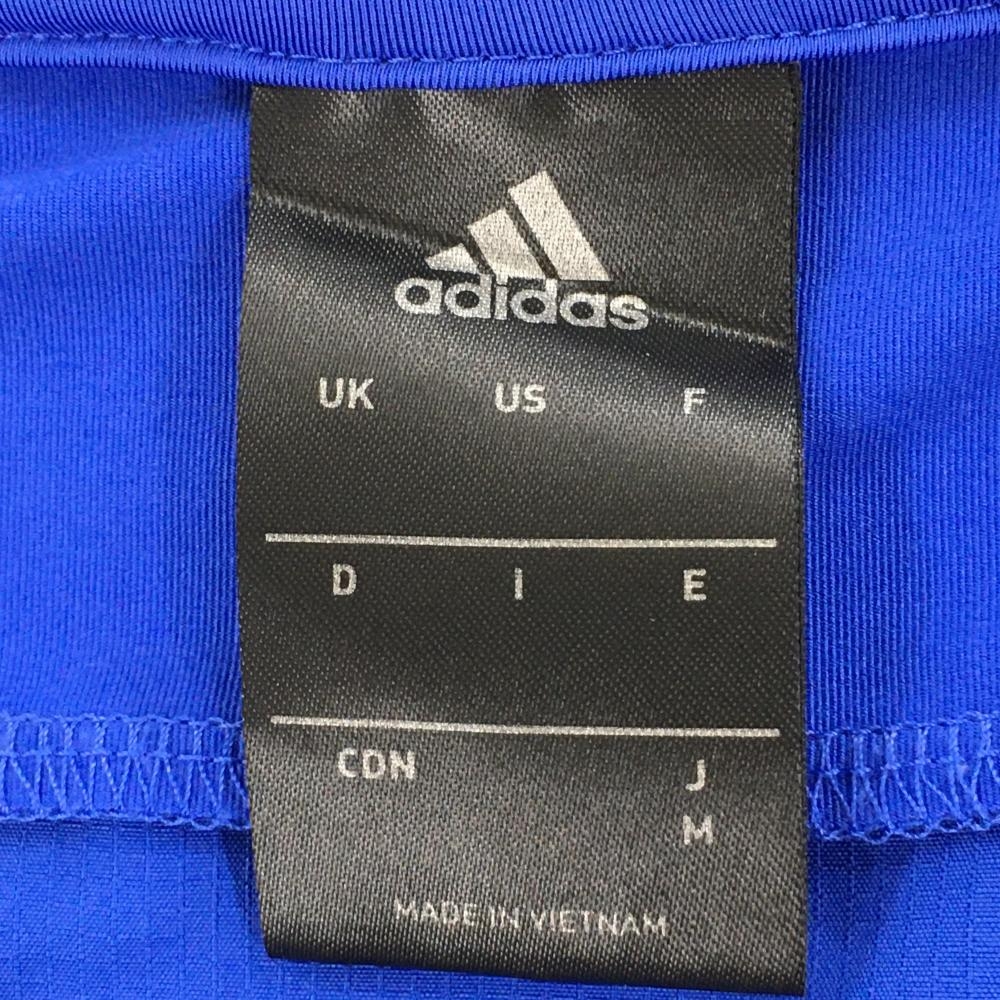 adidas
UK US F
D I E
CDN J
M
MADE IN VIETNAM